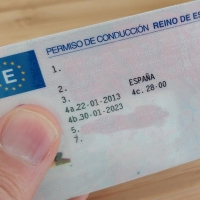 E
PERMISO DE CONDUCCIÓN REINO DE ES
1.
2.
3. ESPAÑA
4a.22-01-2013 4c. 28-00
4b.30-01-2023
5.
7.